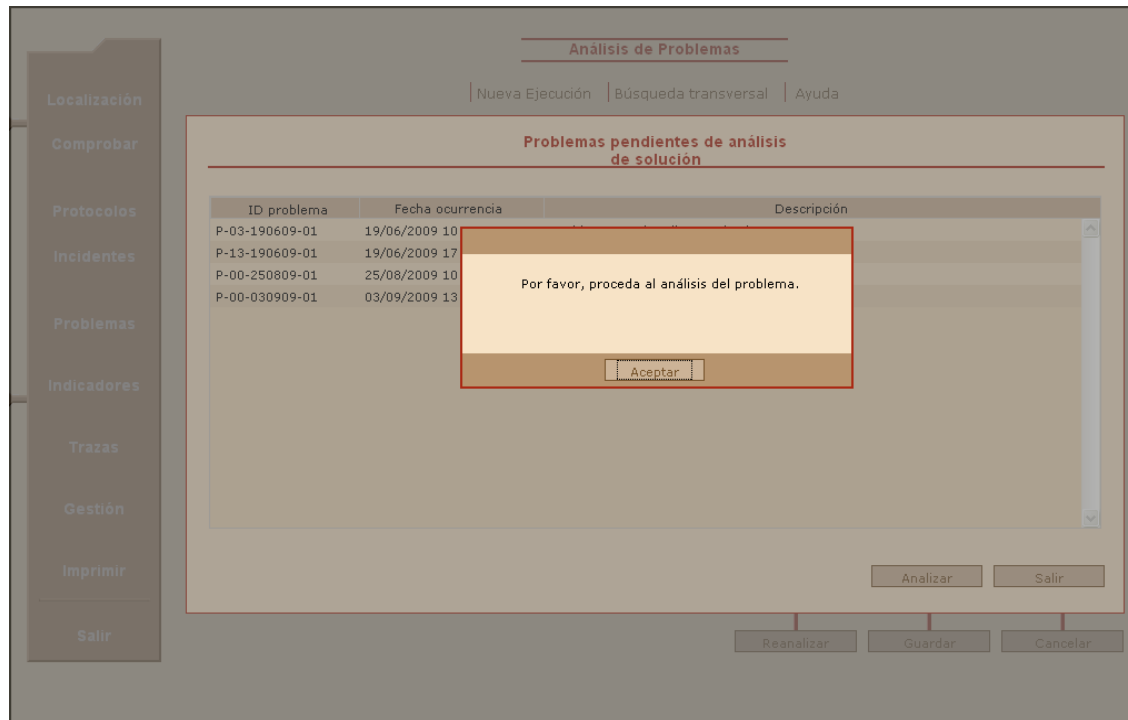 Análisis de Problemas
Nueva Ejecución Búsqueda transversal Ayuda
Localización
Comprobar
Protocolos
Incidentes
Problemas
Indicadores
Trazas
Gestión
Imprimir
Salir
Problemas pendientes de análisis
de solución
ID problema Fecha ocurrencia Descripción
P-03-190609-01 19/06/2009 10
P-13-190609-01 19/06/2009 17
P-00-250809-01 25/08/2009 10
P-00-030909-01 03/09/2009 13
Por favor, proceda al análisis del problema.
Aceptar
Analizar Salir
Reanalizar Guardar Cancelar